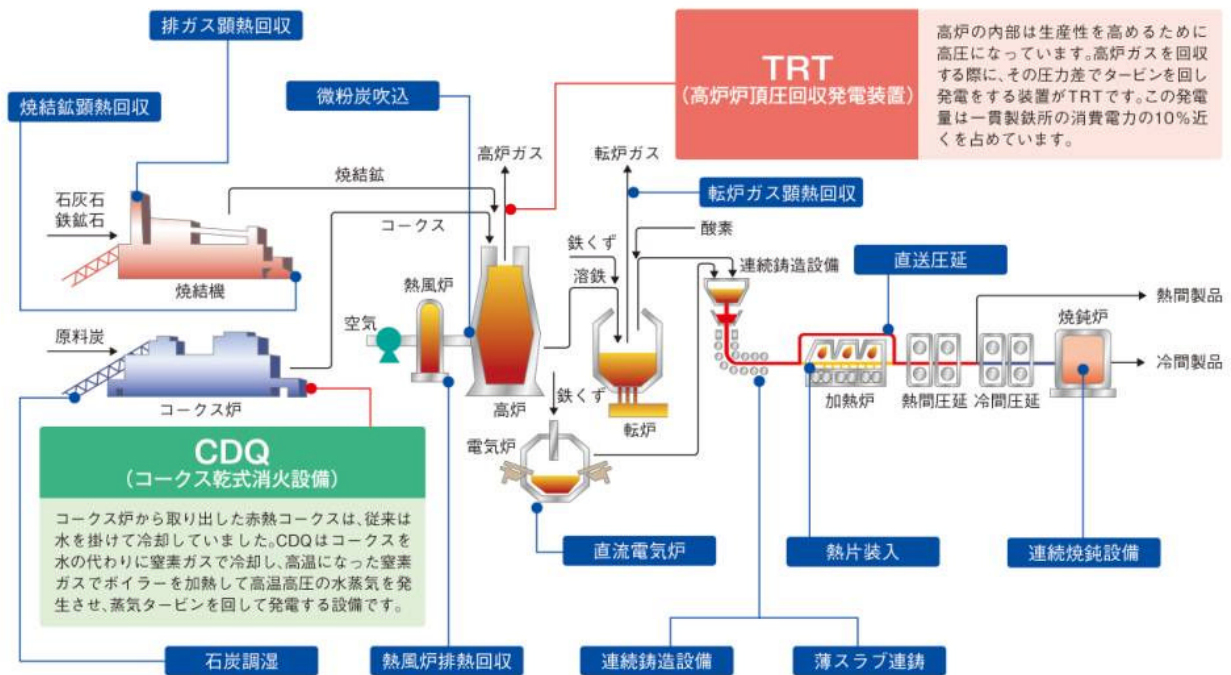 排ガス顕熱回収
焼結鉱顕熱回収
微粉炭吹込
TRT
(高炉炉頂圧回収発電装置)
高炉の内部は生産性を高めるために
高圧になっています。高炉ガスを回収
する際に、その圧力差でタービンを回し
発電をする装置がTRTです。この発電
量は一貫製鉄所の消費電力の10%近
くを占めています。
高炉ガス
転炉ガス
焼結鉱
転炉ガス顕熱回収
石灰石
鉄鉱石
コークス
酸素
鉄くず
連続鋳造設備
直送圧延
溶鉄
焼結機
熱風炉
熱間製品
空気
焼鈍炉
原料炭
冷間製品
コークス炉
高炉
鉄くず
転炉
加熱炉
熱間圧延
冷間圧延
電気炉
CDQ
(コークス乾式消火設備)
コークス炉から取り出した赤熱コークスは、従来は
水を掛けて冷却していました。CDQはコークスを
水の代わりに窒素ガスで冷却し、高温になった窒素
ガスでボイラーを加熱して高温高圧の水蒸気を発
生させ、蒸気タービンを回して発電する設備です。
直流電気炉
熱片装入
連続焼鈍設備
石炭調湿
熱風炉排熱回収
連続鋳造設備
薄スラブ連鋳